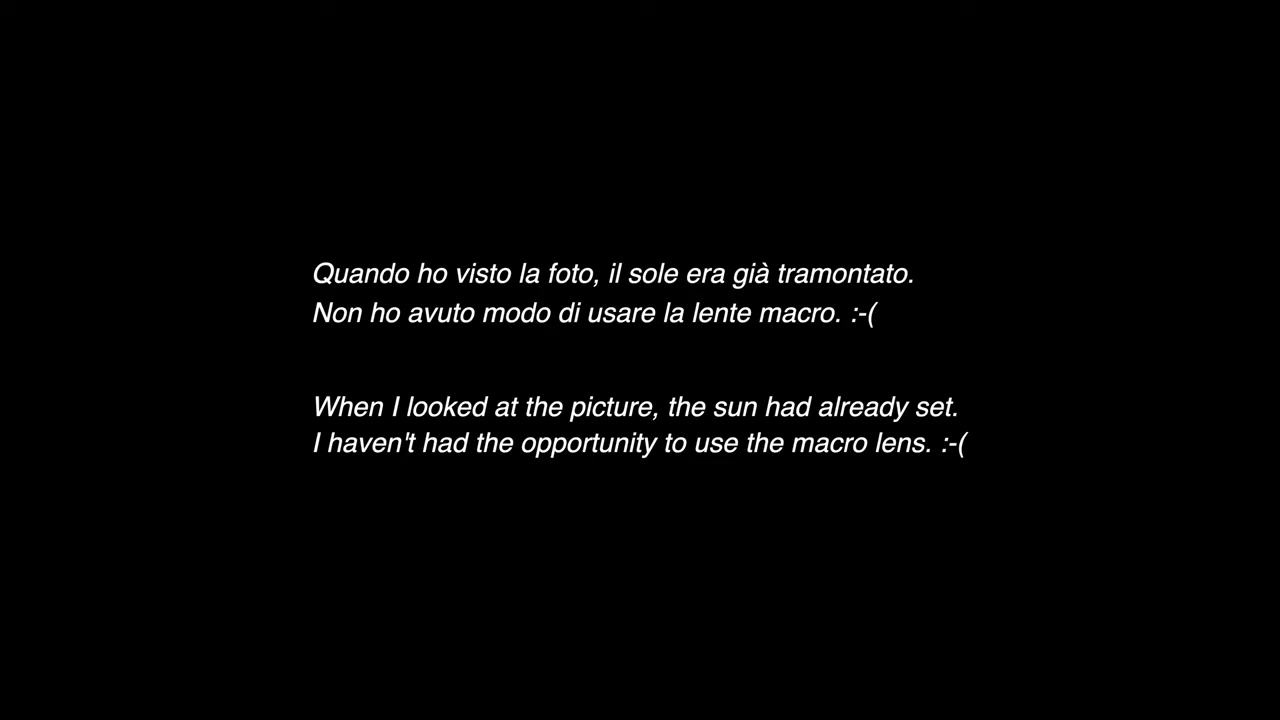 Quando ho visto la foto, il sole era già tramontato.
Non ho avuto modo di usare la lente macro. :-(
When I looked at the picture, the sun had already set.
I haven't had the opportunity to use the macro lens. :-(